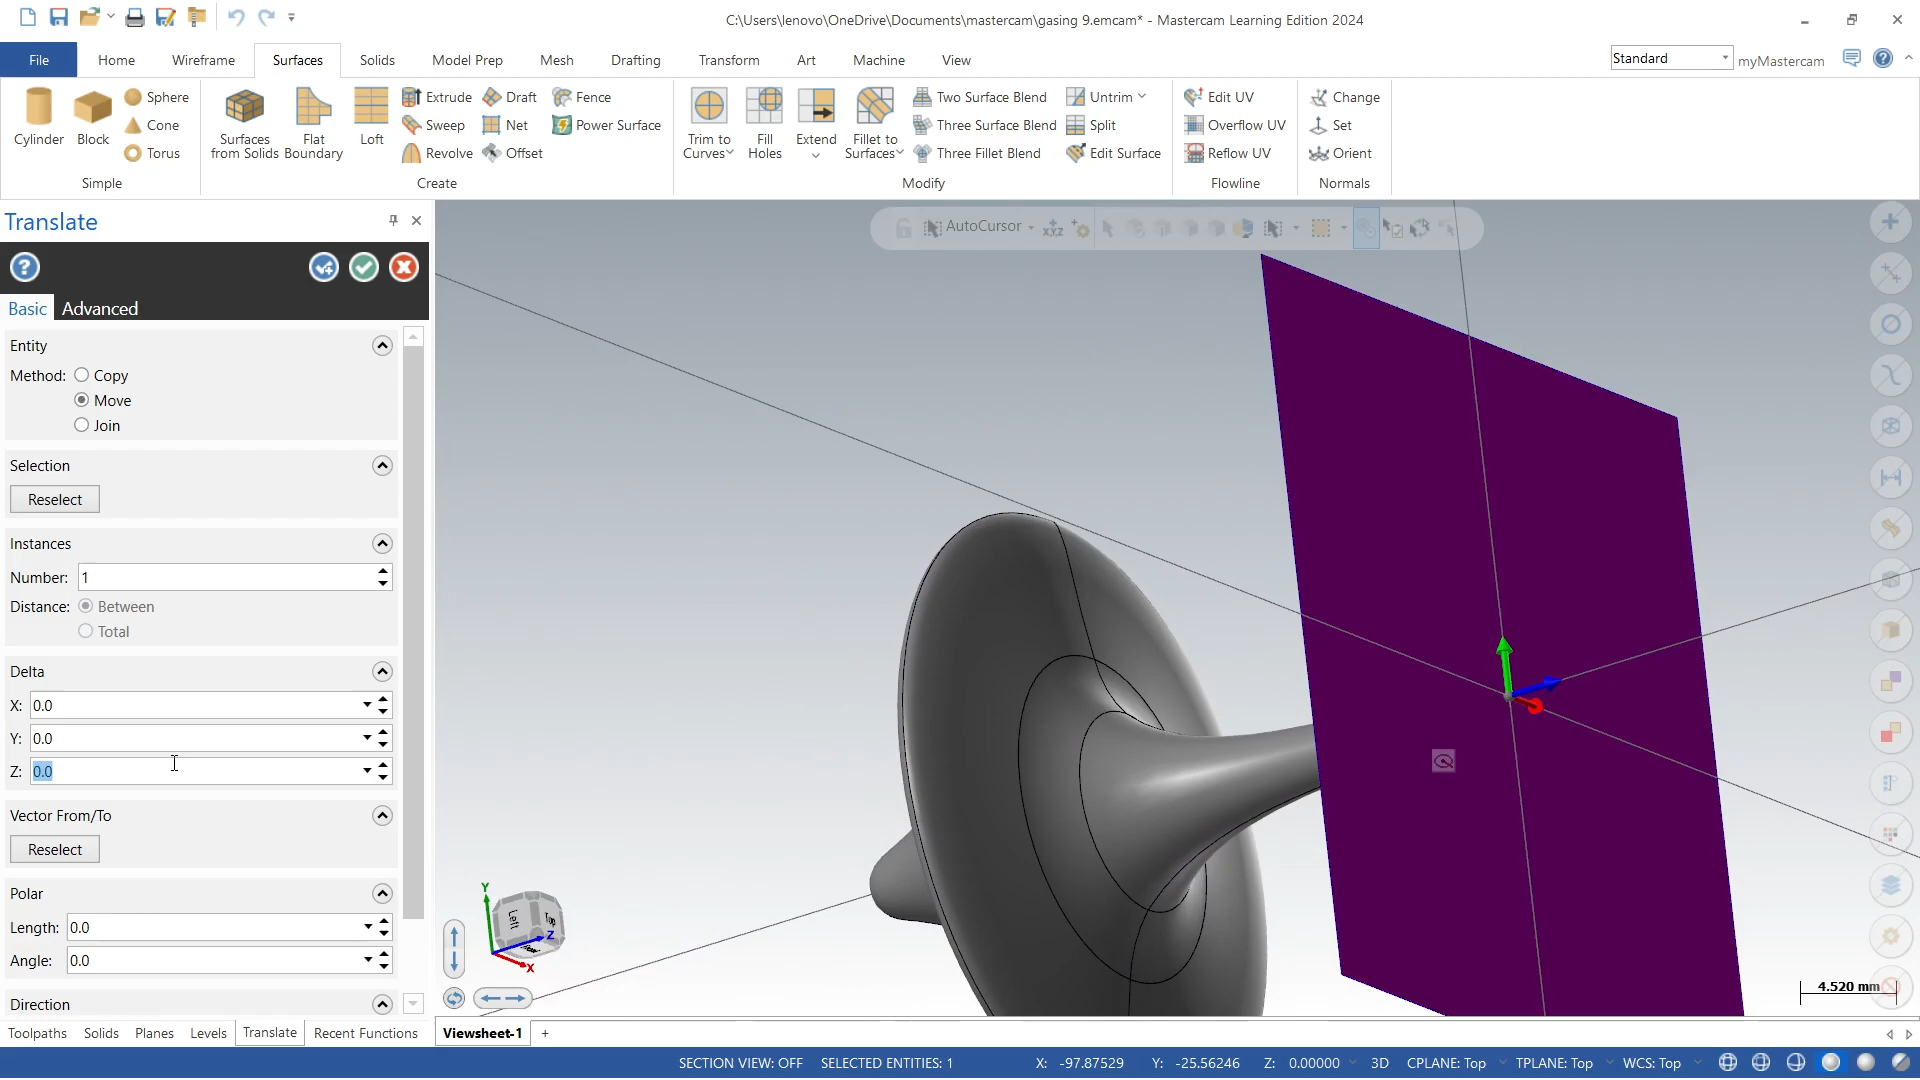 C:\Users\lenovo\OneDrive\Documents\mastercam\gasing 9.emcam* - Mastercam Learning Edition 2024
File
Home
Wireframe
Surfaces
Solids
Model Prep
Mesh
Drafting
Transform
Art
Machine
View
Standard
myMastercam
Cylinder
Block
Sphere
Cone
Torus
Simple
Surfaces from Solids
Flat Boundary
Loft
Extrude
Sweep
Revolve
Draft
Net
Offset
Fence
Power Surface
Create
Trim to Curves
Fill Holes
Extend
Fillet to Surfaces
Two Surface Blend
Three Surface Blend
Three Fillet Blend
Untrim
Split
Edit Surface
Modify
Edit UV
Overflow UV
Reflow UV
Flowline
Change
Set
Orient
Normals
Translate
Basic
Advanced
Entity
Method:
Copy
Move
Join
Selection
Reselect
Instances
Number: 1
Distance:
Between
Total
Delta
X: 0.0
Y: 0.0
Z: 0.0
Vector From/To
Reselect
Polar
Length: 0.0
Angle: 0.0
Direction
AutoCursor
Y
Left
Top
Z
X
4.520 mm
Toolpaths
Solids
Planes
Levels
Translate
Recent Functions
Viewsheet-1
+
SECTION VIEW: OFF
SELECTED ENTITIES: 1
X: -97.87529
Y: -25.56246
Z: 0.00000
3D
CPLANE: Top
TPLANE: Top
WCS: Top